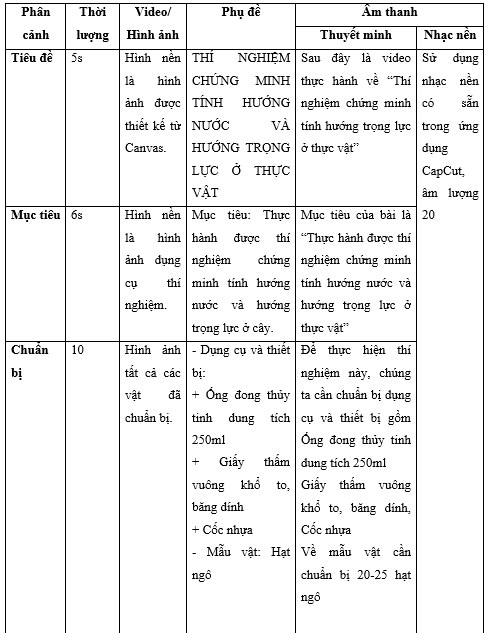 Phân cảnh
Thời lượng
Video/ Hình ảnh
Phụ đề
Âm thanh
Thuyết minh
Nhạc nền
Tiêu đề
5s
Hình nền
là hình
ảnh được
thiết kế từ
Canvas.
THÍ NGHIỆM
CHỨNG MINH
TÍNH HƯỚNG
NƯỚC VÀ
HƯỚNG TRỌNG
LỰC Ở THỰC
VẬT
Sau đây là video
thực hành về “Thí
nghiệm chứng minh
tính hướng trọng lực
ở thực vật”
Sử dụng
nhạc nền
có sẵn
trong ứng
dụng
CapCut,
âm lượng
20
Mục tiêu
6s
Hình nền
là hình
ảnh dụng
cụ thí
nghiệm.
Mục tiêu: Thực
hành được thí
nghiệm chứng
minh tính hướng
nước và hướng
trọng lực ở cây.
Mục tiêu của bài là
“Thực hành được thí
nghiệm chứng minh
tính hướng nước và
hướng trọng lực ở
thực vật”
Chuẩn
bị
10
Hình ảnh
tất cả các
vật đã
chuẩn bị.
- Dụng cụ và thiết
bị:
+ Ống đong thủy
tinh dung tích
250ml
+ Giấy thấm
vuông khổ to,
băng dính
+ Cốc nhựa
- Mẫu vật: Hạt
ngô
Để thực hiện thí
nghiệm này, chúng
ta cần chuẩn bị dụng
cụ và thiết bị gồm
Ống đong thủy tinh
dung tích 250ml
Giấy thấm vuông
khổ to, băng dính,
Cốc nhựa
Về mẫu vật cần
chuẩn bị 20-25 hạt
ngô